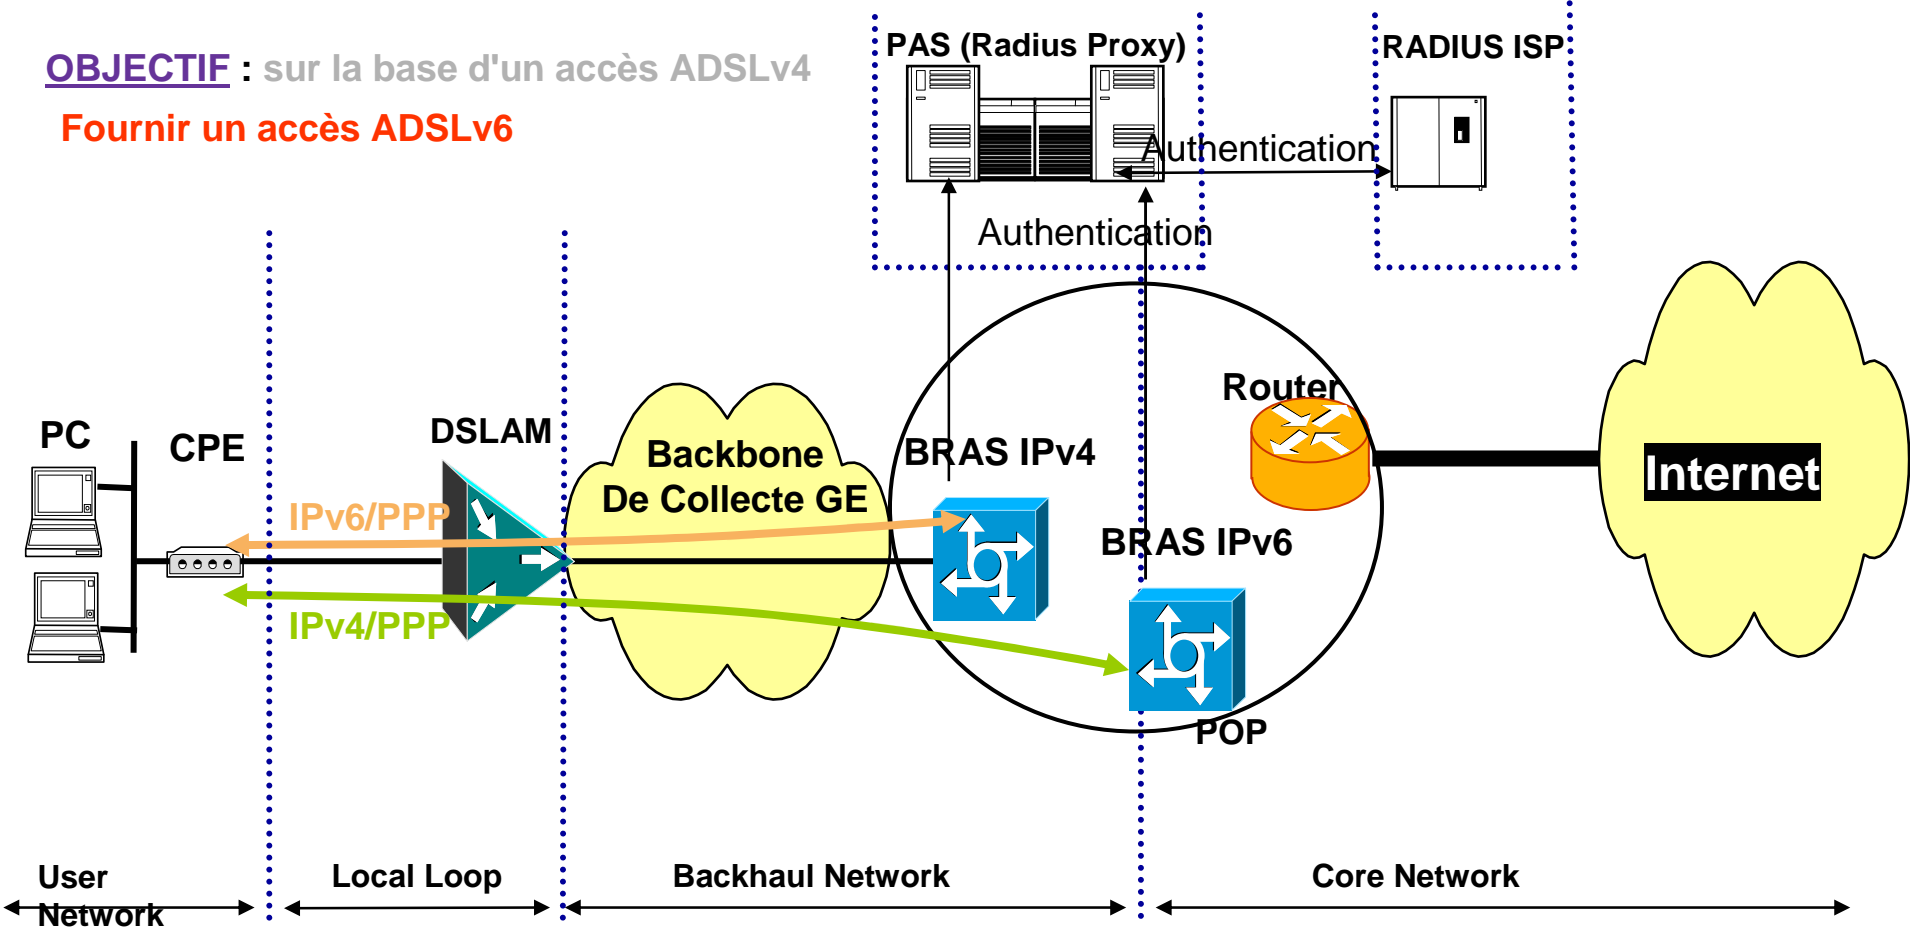 OBJECTIF : sur la base d'un accès ADSLv4
Fournir un accès ADSLv6
PAS (Radius Proxy)
RADIUS ISP
Authentication
Authentication
Router
PC
CPE
DSLAM
Backbone
De Collecte GE
BRAS IPv4
Internet
IPv6/PPP
BRAS IPv6
IPv4/PPP
POP
User
Network
Local Loop
Backhaul Network
Core Network